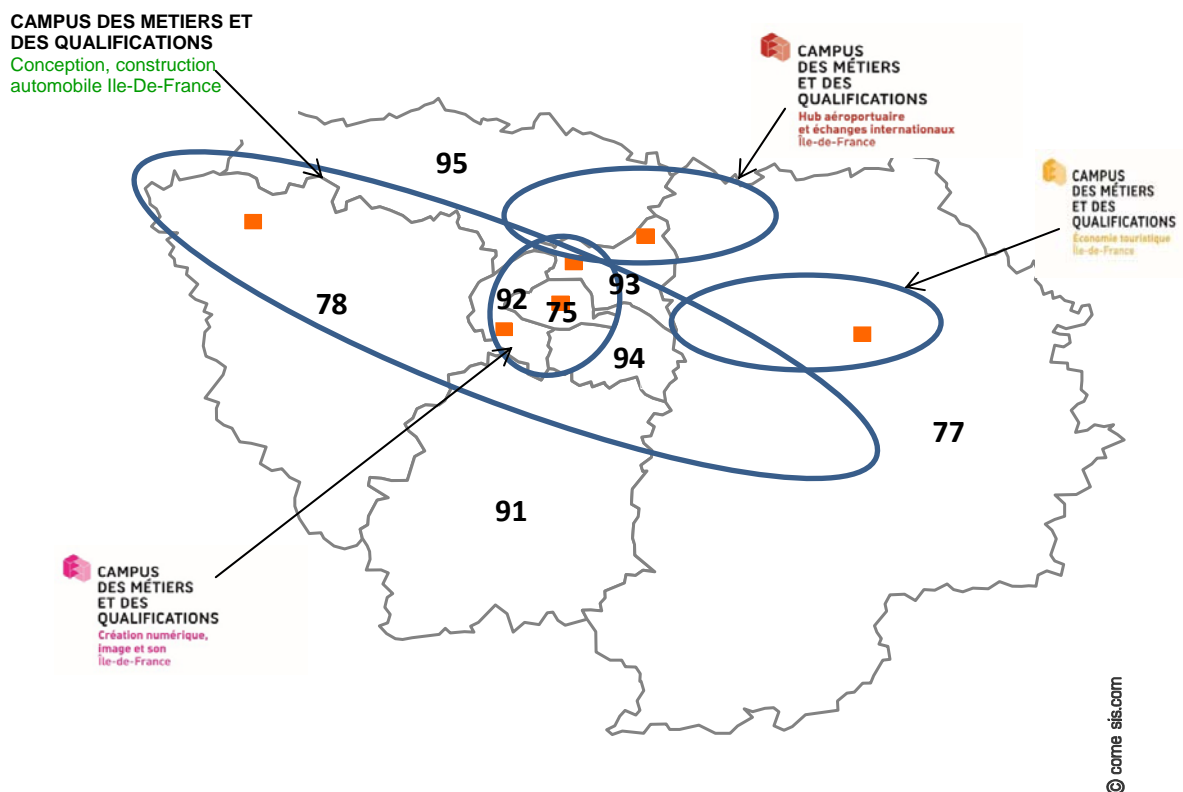 CAMPUS DES METIERS ET
DES QUALIFICATIONS
Conception, construction
automobile Ile-De-France
CAMPUS
DES MÉTIERS
ET DES
QUALIFICATIONS
Hub aéroportuaire
et échanges internationaux
Île-de-France
CAMPUS
DES MÉTIERS
ET DES
QUALIFICATIONS
Économie touristique
Île-de-France
95
93
92
75
78
94
77
91
CAMPUS
DES MÉTIERS
ET DES
QUALIFICATIONS
Création numérique,
image et son
Île-de-France
© come sis.com